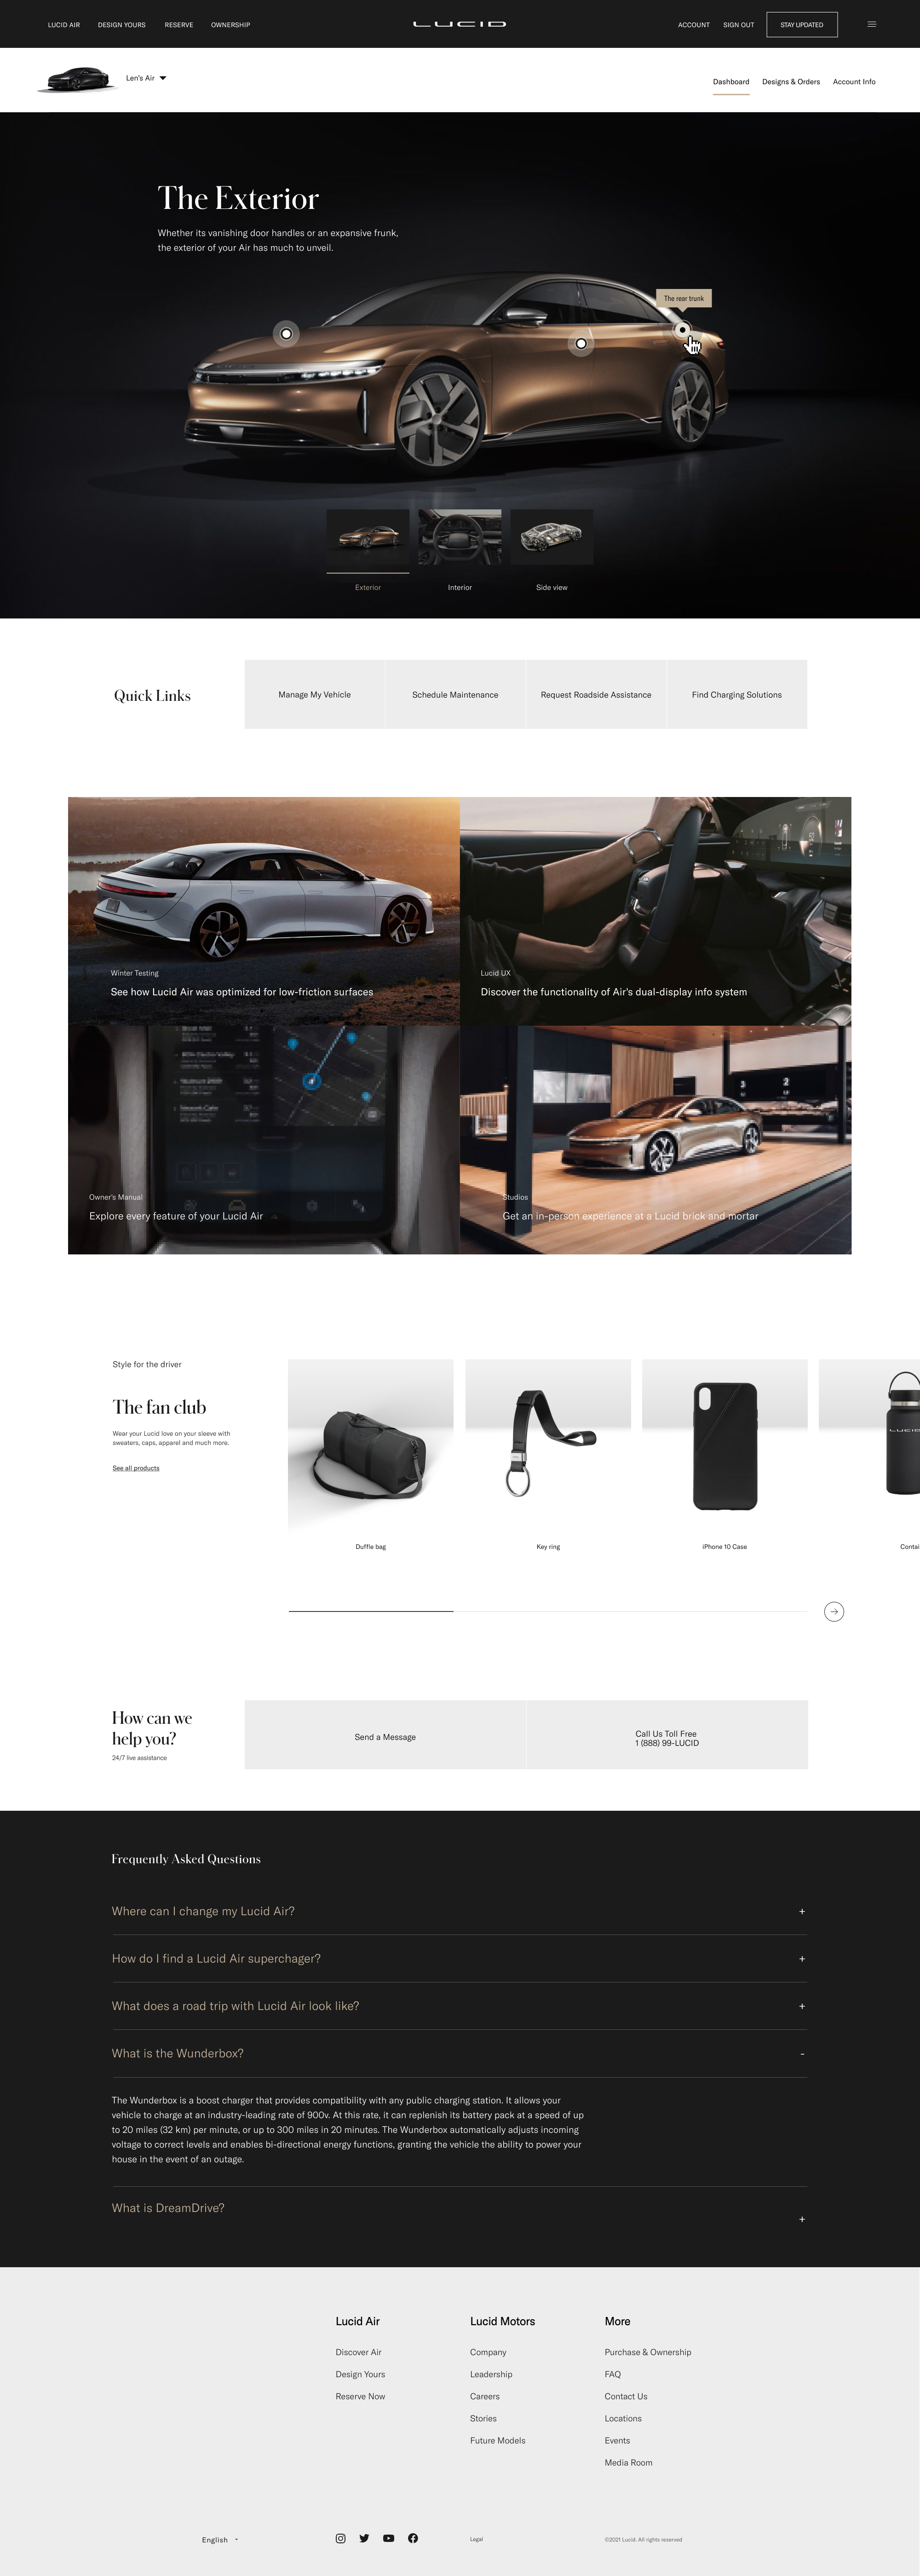 LUCID AIR
DESIGN YOURS
RESERVE
OWNERSHIP
LUCID
ACCOUNT
SIGN OUT
STAY UPDATED
Len's Air
Dashboard
Designs & Orders
Account Info
The Exterior
Whether its vanishing door handles or an expansive frunk,
the exterior of your Air has much to unveil.
The rear trunk
Exterior
Interior
Side view
Quick Links
Manage My Vehicle
Schedule Maintenance
Request Roadside Assistance
Find Charging Solutions
Winter Testing
See how Lucid Air was optimized for low-friction surfaces
Lucid UX
Discover the functionality of Air's dual-display info system
Owner's Manual
Explore every feature of your Lucid Air
Studios
Get an in-person experience at a Lucid brick and mortar
Style for the driver
The fan club
Wear your Lucid love on your sleeve with
sweaters, caps, apparel and much more.
See all products
Duffle bag
Key ring
iPhone 10 Case
Contai
How can we
help you?
24/7 live assistance
Send a Message
Call Us Toll Free
1 (888) 99-LUCID
Frequently Asked Questions
Where can I change my Lucid Air?
+
How do I find a Lucid Air superchager?
+
What does a road trip with Lucid Air look like?
+
What is the Wunderbox?
-
The Wunderbox is a boost charger that provides compatibility with any public charging station. It allows your
vehicle to charge at an industry-leading rate of 900v. At this rate, it can replenish its battery pack at a speed of up
to 20 miles (32 km) per minute, or up to 300 miles in 20 minutes. The Wunderbox automatically adjusts incoming
voltage to correct levels and enables bi-directional energy functions, granting the vehicle the ability to power your
house in the event of an outage.
What is DreamDrive?
+
Lucid Air
Discover Air
Design Yours
Reserve Now
Lucid Motors
Company
Leadership
Careers
Stories
Future Models
More
Purchase & Ownership
FAQ
Contact Us
Locations
Events
Media Room
English
Legal
©2021 Lucid. All rights reserved